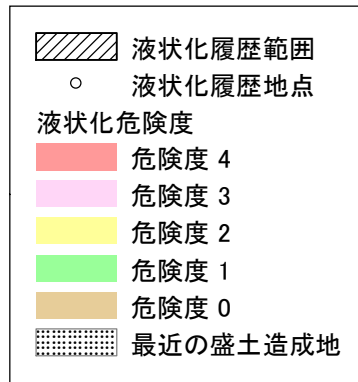 液状化履歴範囲
液状化履歴地点
液状化危険度
危険度 4
危険度 3
危険度 2
危険度 1
危険度 0
最近の盛土造成地